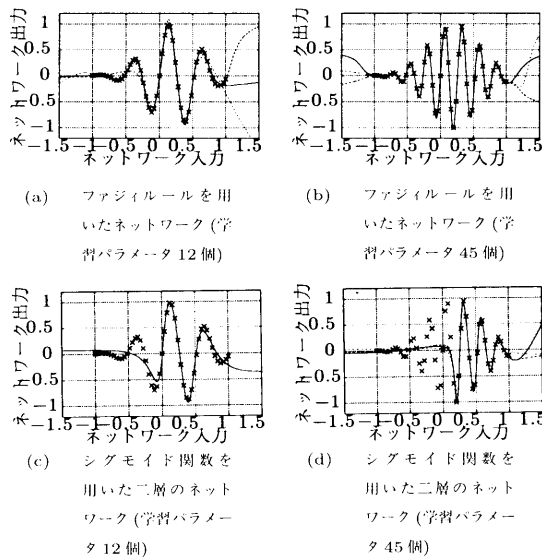 ネットワーク出力
1
0.5
0
-0.5
-1
-1.5 -1 -0.5 0 0.5 1 1.5
ネットワーク入力
(a) ファジィルールを用
いたネットワーク(学
習パラメータ 12 個)
ネットワーク出力
1
0.5
0
-0.5
-1
-1.5 -1 -0.5 0 0.5 1 1.5
ネットワーク入力
(b) ファジィルールを用
いたネットワーク(学
習パラメータ 45 個)
ネットワーク出力
1
0.5
0
-0.5
-1
-1.5 -1 -0.5 0 0.5 1 1.5
ネットワーク入力
(c) シグモイド関数を
用いた二層のネット
ワーク(学習パラメー
タ 12 個)
ネットワーク出力
1
0.5
0
-0.5
-1
-1.5 -1 -0.5 0 0.5 1 1.5
ネットワーク入力
(d) シグモイド関数を
用いた二層のネット
ワーク(学習パラメー
タ 45 個)